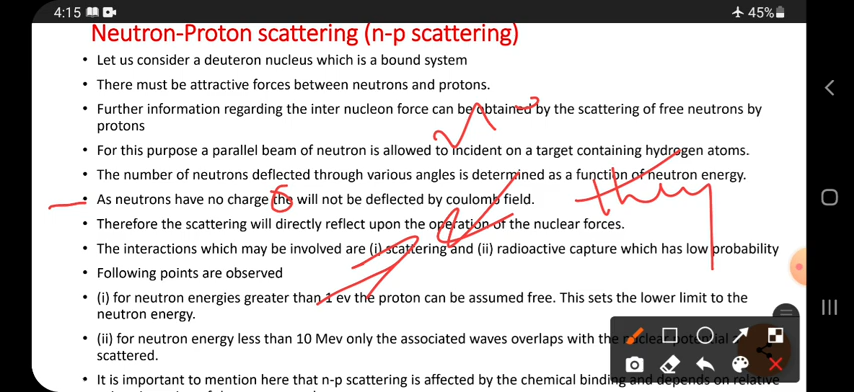 4:15
45%
Neutron-Proton scattering (n-p scattering)
• Let us consider a deuteron nucleus which is a bound system
• There must be attractive forces between neutrons and protons.
• Further information regarding the inter nucleon force can be obtained by the scattering of free neutrons by
protons
• For this purpose a parallel beam of neutron is allowed to incident on a target containing hydrogen atoms.
• The number of neutrons deflected through various angles is determined as a function of neutron energy.
• As neutrons have no charge the will not be deflected by coulomb field.
they
• Therefore the scattering will directly reflect upon the operation of the nuclear forces.
• The interactions which may be involved are (i) scattering and (ii) radioactive capture which has low probability
• Following points are observed
• (i) for neutron energies greater than 1 ev the proton can be assumed free. This sets the lower limit to the
neutron energy.
• (ii) for neutron energy less than 10 Mev only the associated waves overlaps with the nuclear potential
scattered.
• It is important to mention here that n-p scattering is affected by the chemical binding and depends on relative